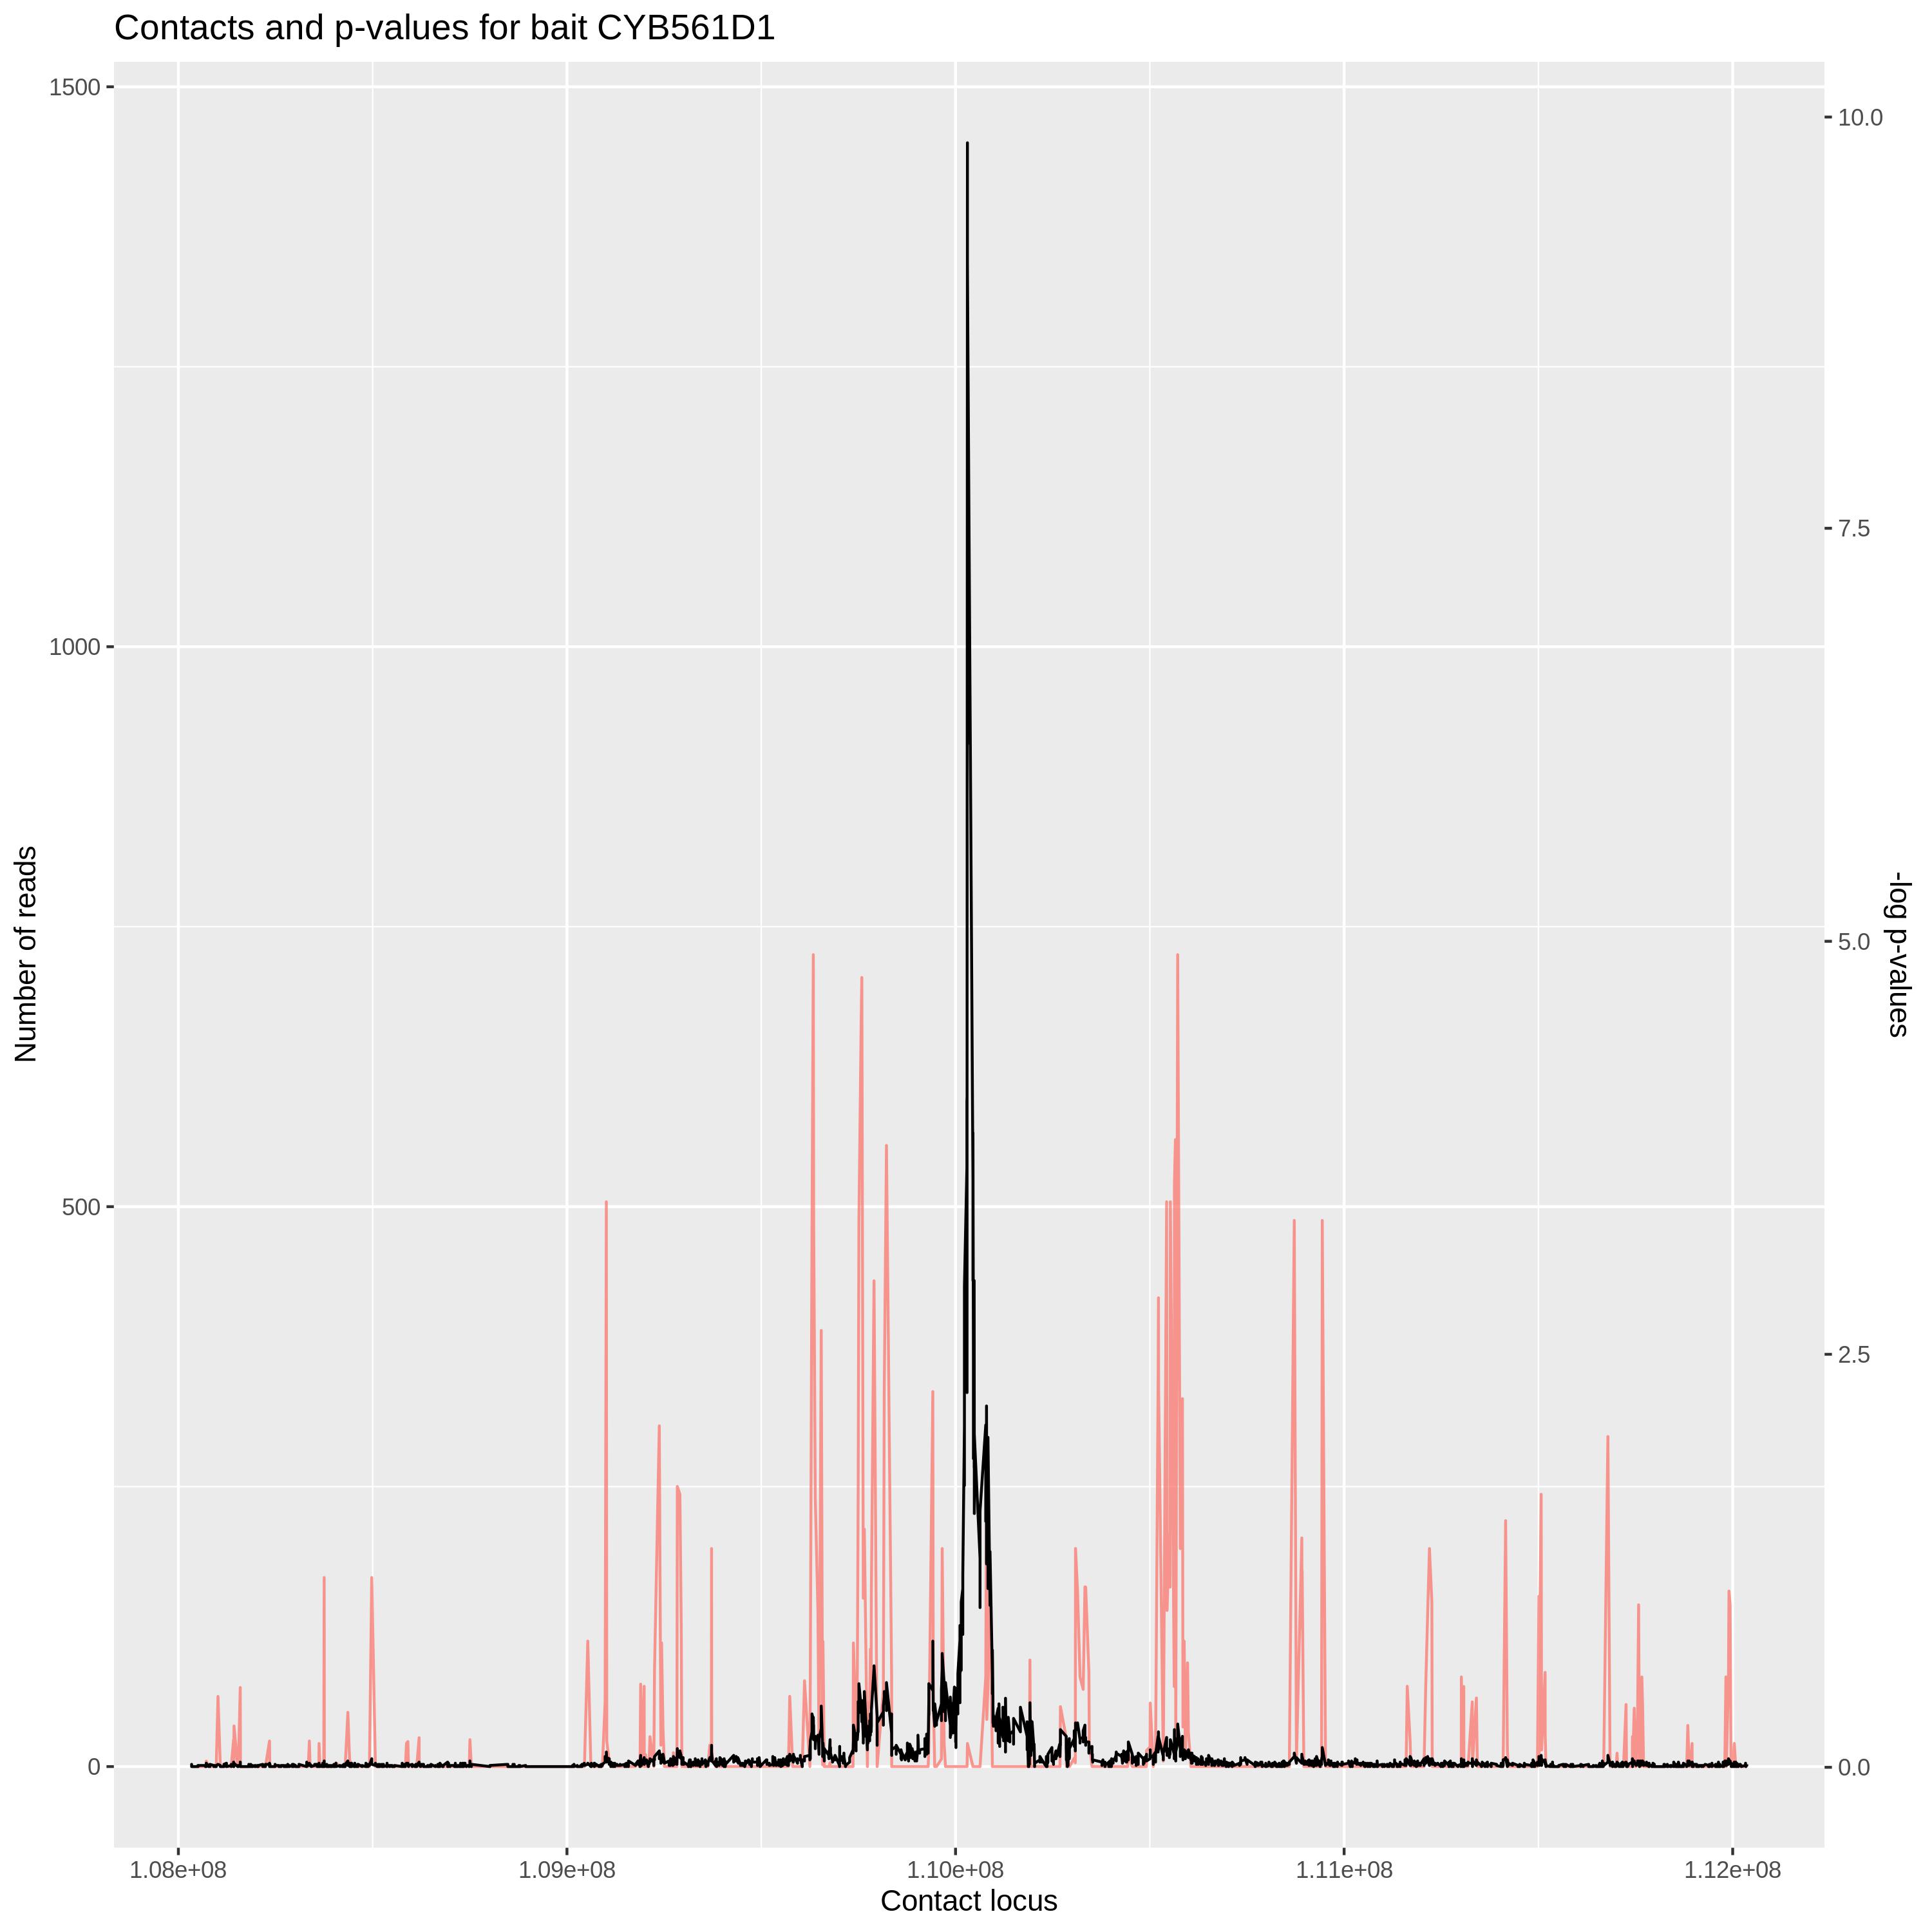 Contacts and p-values for bait CYB561D1
1500
1000
500
0
Number of reads
10.0
7.5
5.0
2.5
0.0
-log p-values
1.08e+08
1.09e+08
1.10e+08
1.11e+08
1.12e+08
Contact locus